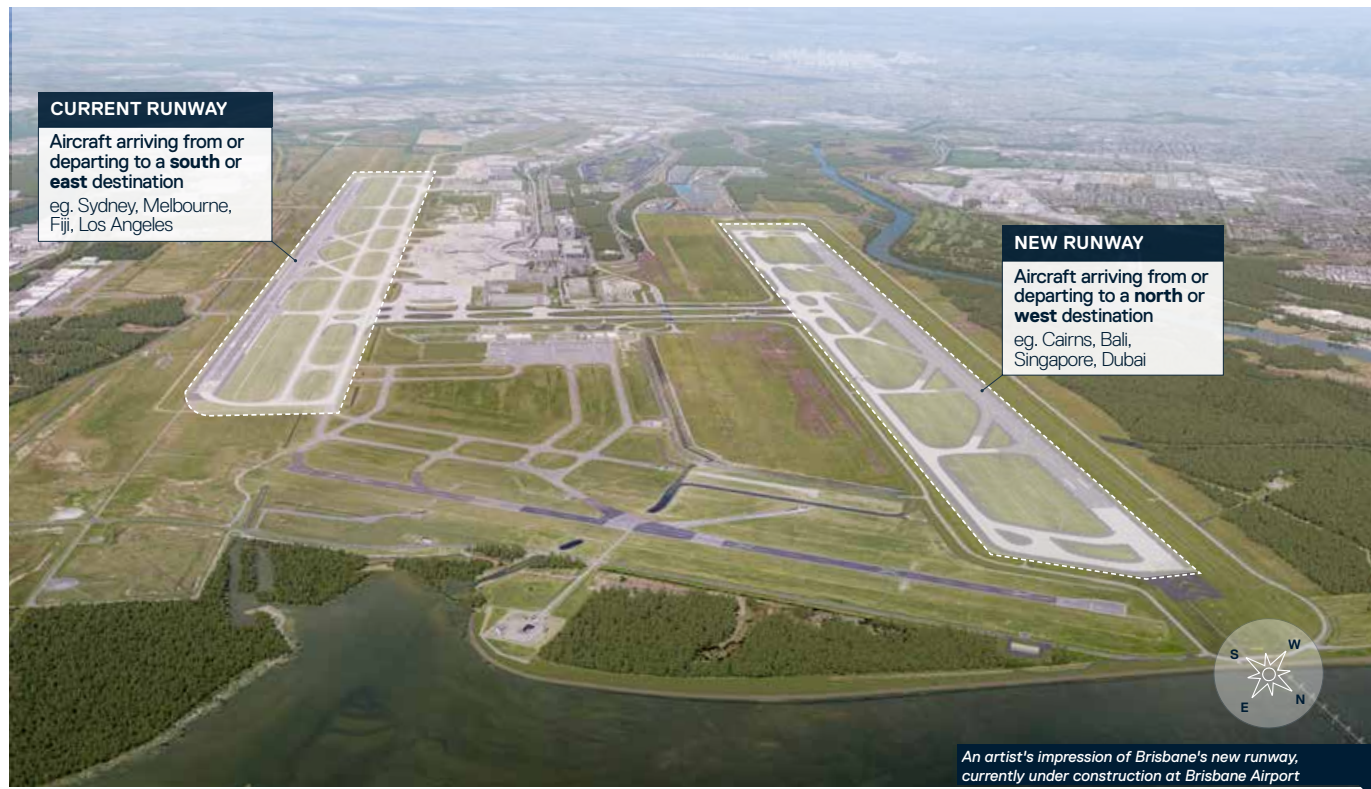 CURRENT RUNWAY
Aircraft arriving from or
departing to a south or
east destination
eg. Sydney, Melbourne,
Fiji, Los Angeles
NEW RUNWAY
Aircraft arriving from or
departing to a north or
west destination
eg. Cairns, Bali,
Singapore, Dubai
S W
E N
An artist's impression of Brisbane's new runway,
currently under construction at Brisbane Airport